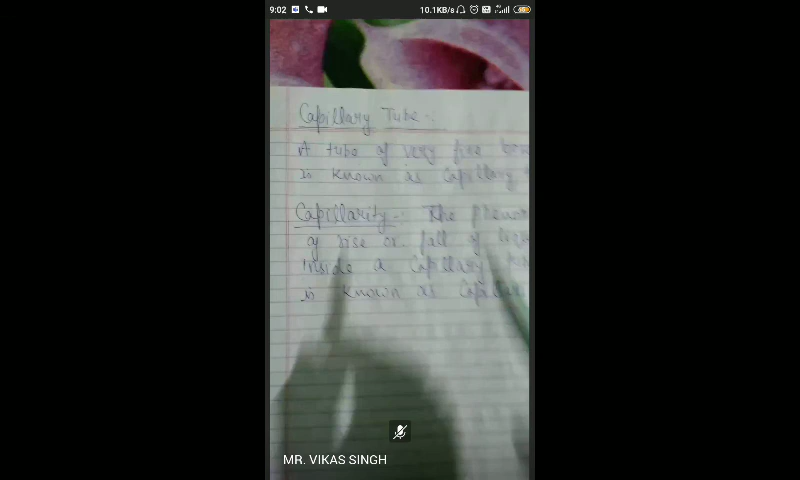 9:02 10.1KB/s
Capillary Tube :-
A tube of very fine
is known as Capillary
Capillarity :- The
of rise or fall of
Inside a Capillary
is known as
MR. VIKAS SINGH